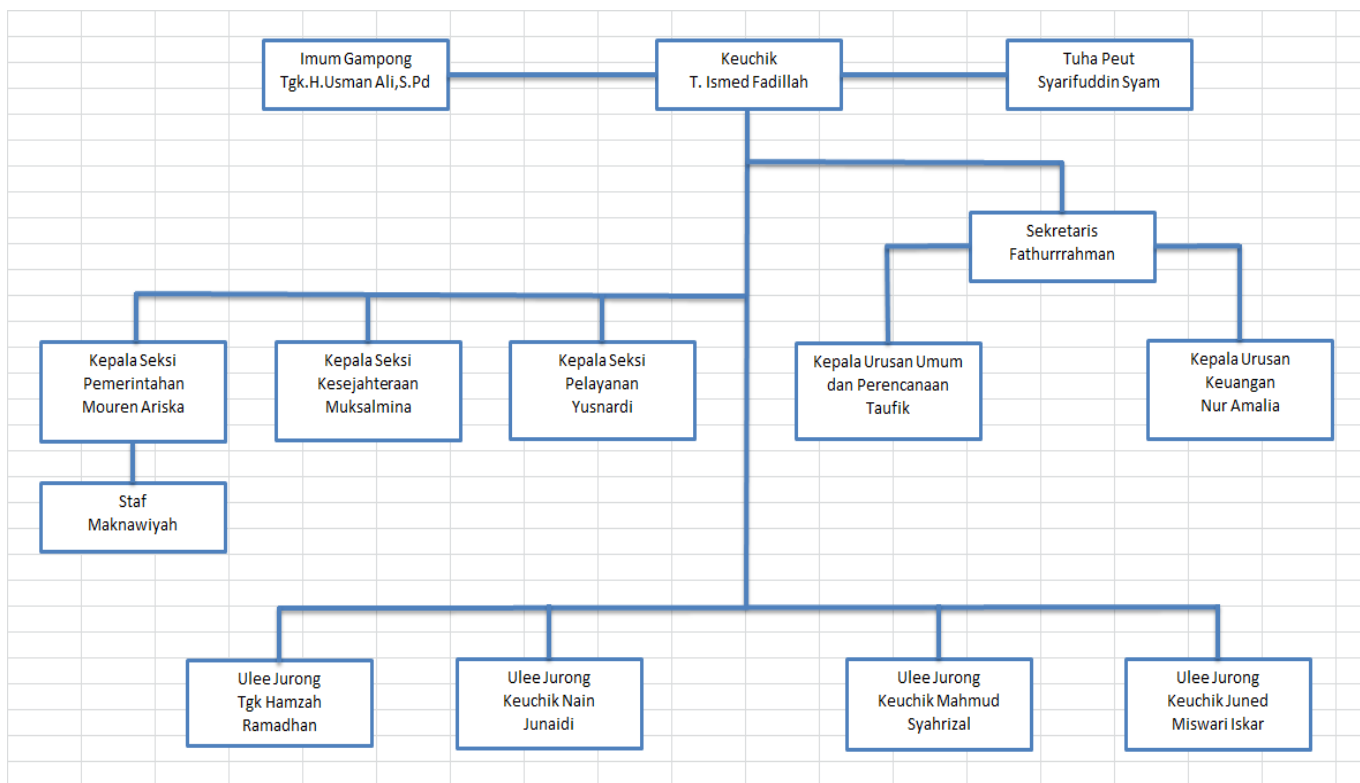 Imum Gampong
Tgk.H.Usman Ali,S.Pd
Keuchik
T. Ismed Fadillah
Tuha Peut
Syarifuddin Syam
Sekretaris
Fathurrrahman
Kepala Seksi
Pemerintahan
Mouren Ariska
Kepala Seksi
Kesejahteraan
Muksalmina
Kepala Seksi
Pelayanan
Yusnardi
Kepala Urusan Umum
dan Perencanaan
Taufik
Kepala Urusan
Keuangan
Nur Amalia
Staf
Maknawiyah
Ulee Jurong
Tgk Hamzah
Ramadhan
Ulee Jurong
Keuchik Nain
Junaidi
Ulee Jurong
Keuchik Mahmud
Syahrizal
Ulee Jurong
Keuchik Juned
Miswari Iskar